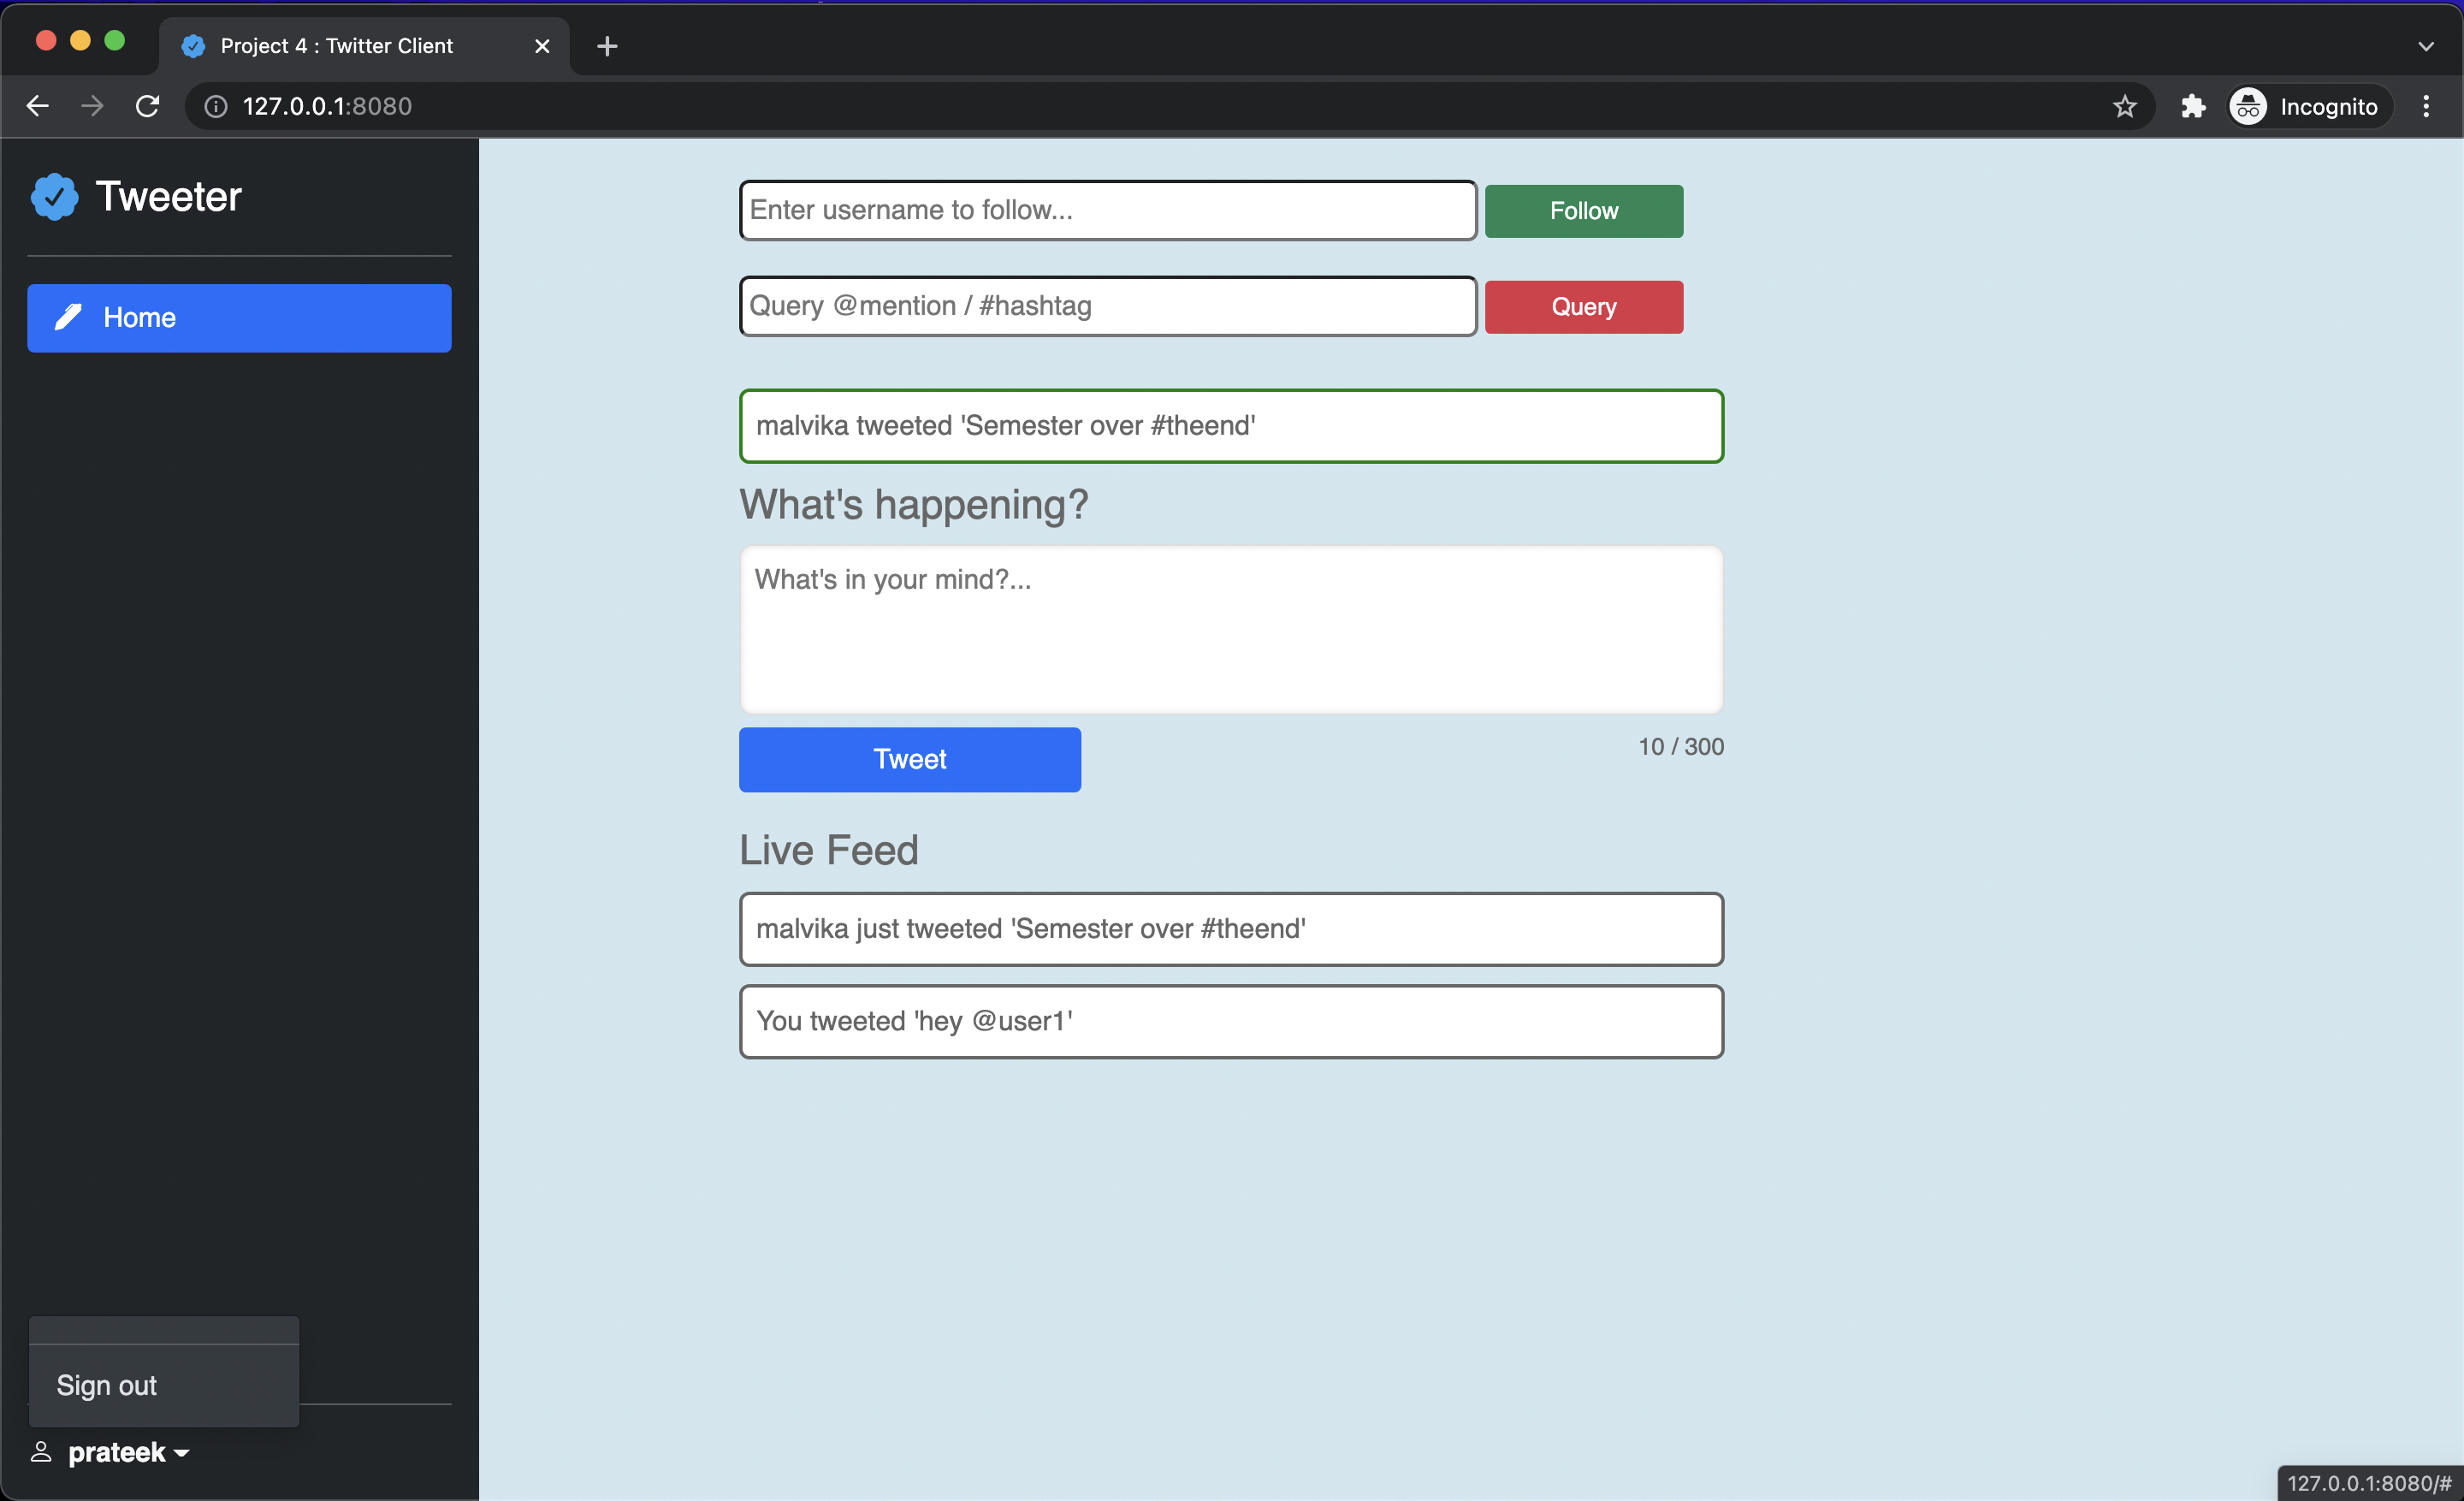 Project 4 : Twitter Client
127.0.0.1:8080
Incognito
Tweeter
Home
Enter username to follow...
Follow
Query @mention / #hashtag
Query
malvika tweeted 'Semester over #theend'
What's happening?
What's in your mind?...
Tweet
10 / 300
Live Feed
malvika just tweeted 'Semester over #theend'
You tweeted 'hey @user1'
Sign out
prateek
127.0.0.1:8080/#